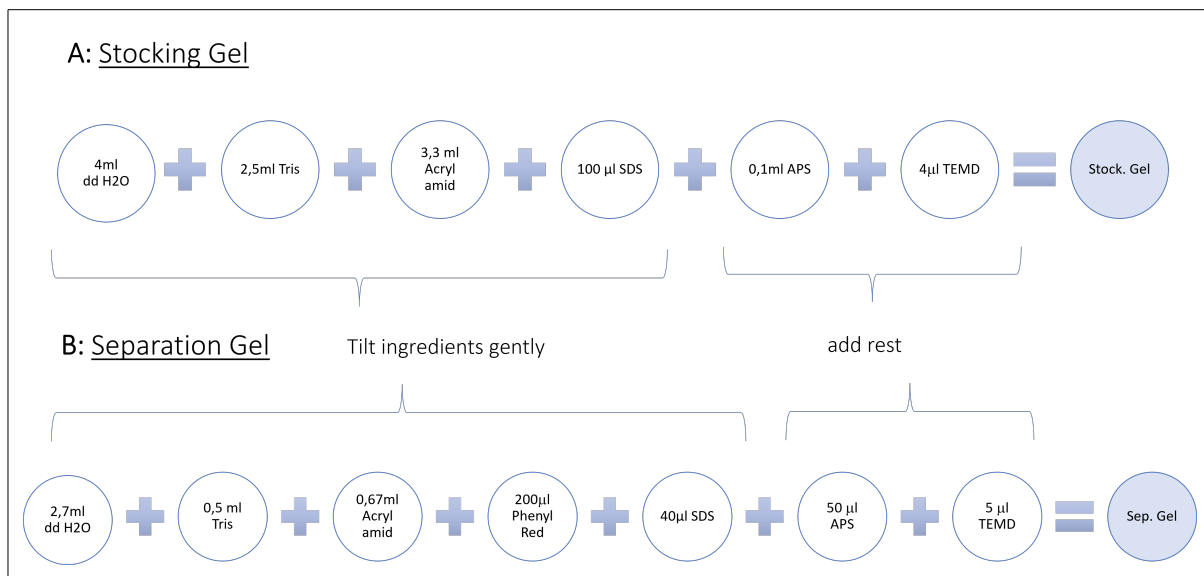 A: Stocking Gel
4ml
dd H2O
2,5ml Tris
3,3 ml
Acryl
amid
100 µl SDS
0,1ml APS
4µl TEMD
Stock. Gel
Tilt ingredients gently
add rest
B: Separation Gel
2,7ml
dd H2O
0,5 ml
Tris
0,67ml
Acryl
amid
200µl
Phenyl
Red
40µl SDS
50 µl
APS
5 µl
TEMD
Sep. Gel